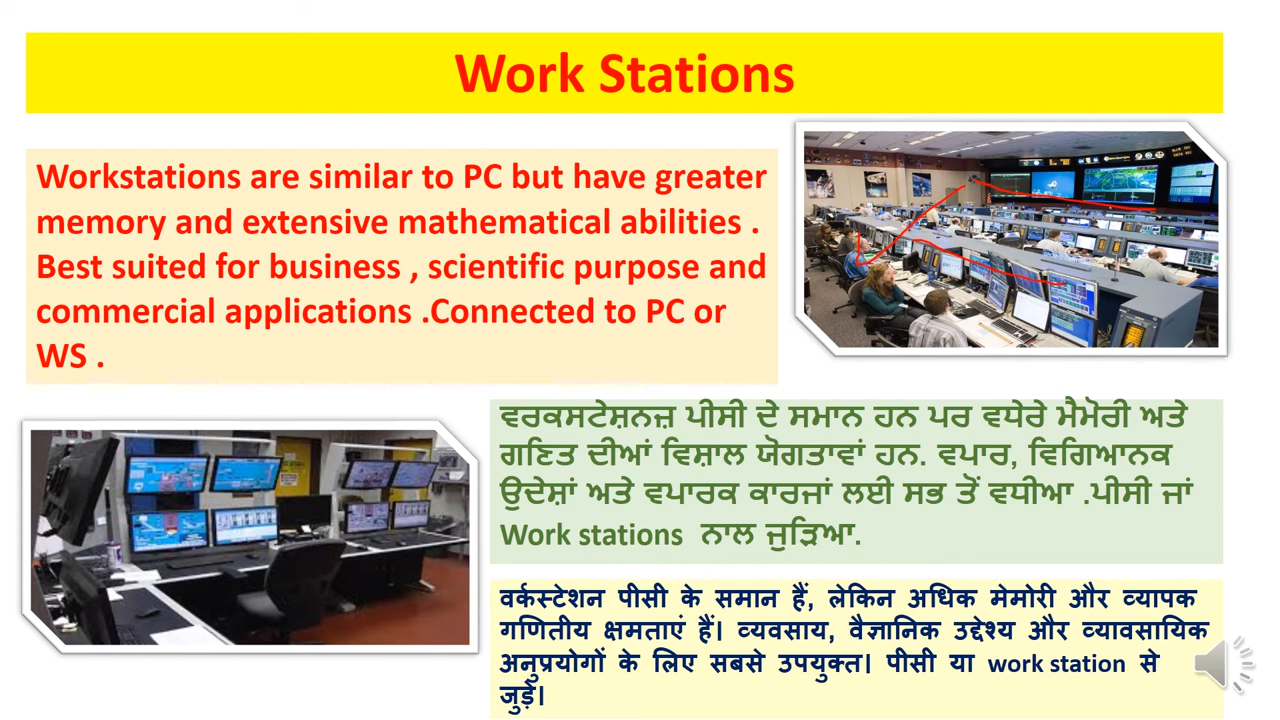 Work Stations
Workstations are similar to PC but have greater
memory and extensive mathematical abilities .
Best suited for business , scientific purpose and
commercial applications .Connected to PC or
WS .
ਵਰਕਸਟੇਸ਼ਨਜ਼ ਪੀਸੀ ਦੇ ਸਮਾਨ ਹਨ ਪਰ ਵਧੇਰੇ ਮੈਮੋਰੀ ਅਤੇ
ਗਣਿਤ ਦੀਆਂ ਵਿਸ਼ਾਲ ਯੋਗਤਾਵਾਂ ਹਨ. ਵਪਾਰ, ਵਿਗਿਆਨਕ
ਉਦੇਸ਼ਾਂ ਅਤੇ ਵਪਾਰਕ ਕਾਰਜਾਂ ਲਈ ਸਭ ਤੋਂ ਵਧੀਆ .ਪੀਸੀ ਜਾਂ
Work stations ਨਾਲ ਜੁੜਿਆ.
वर्कस्टेशन पीसी के समान हैं, लेकिन अधिक मेमोरी और व्यापक
गणितीय क्षमताएं हैं। व्यवसाय, वैज्ञानिक उद्देश्य और व्यावसायिक
अनुप्रयोगों के लिए सबसे उपयुक्त। पीसी या work station से
जुड़ें।